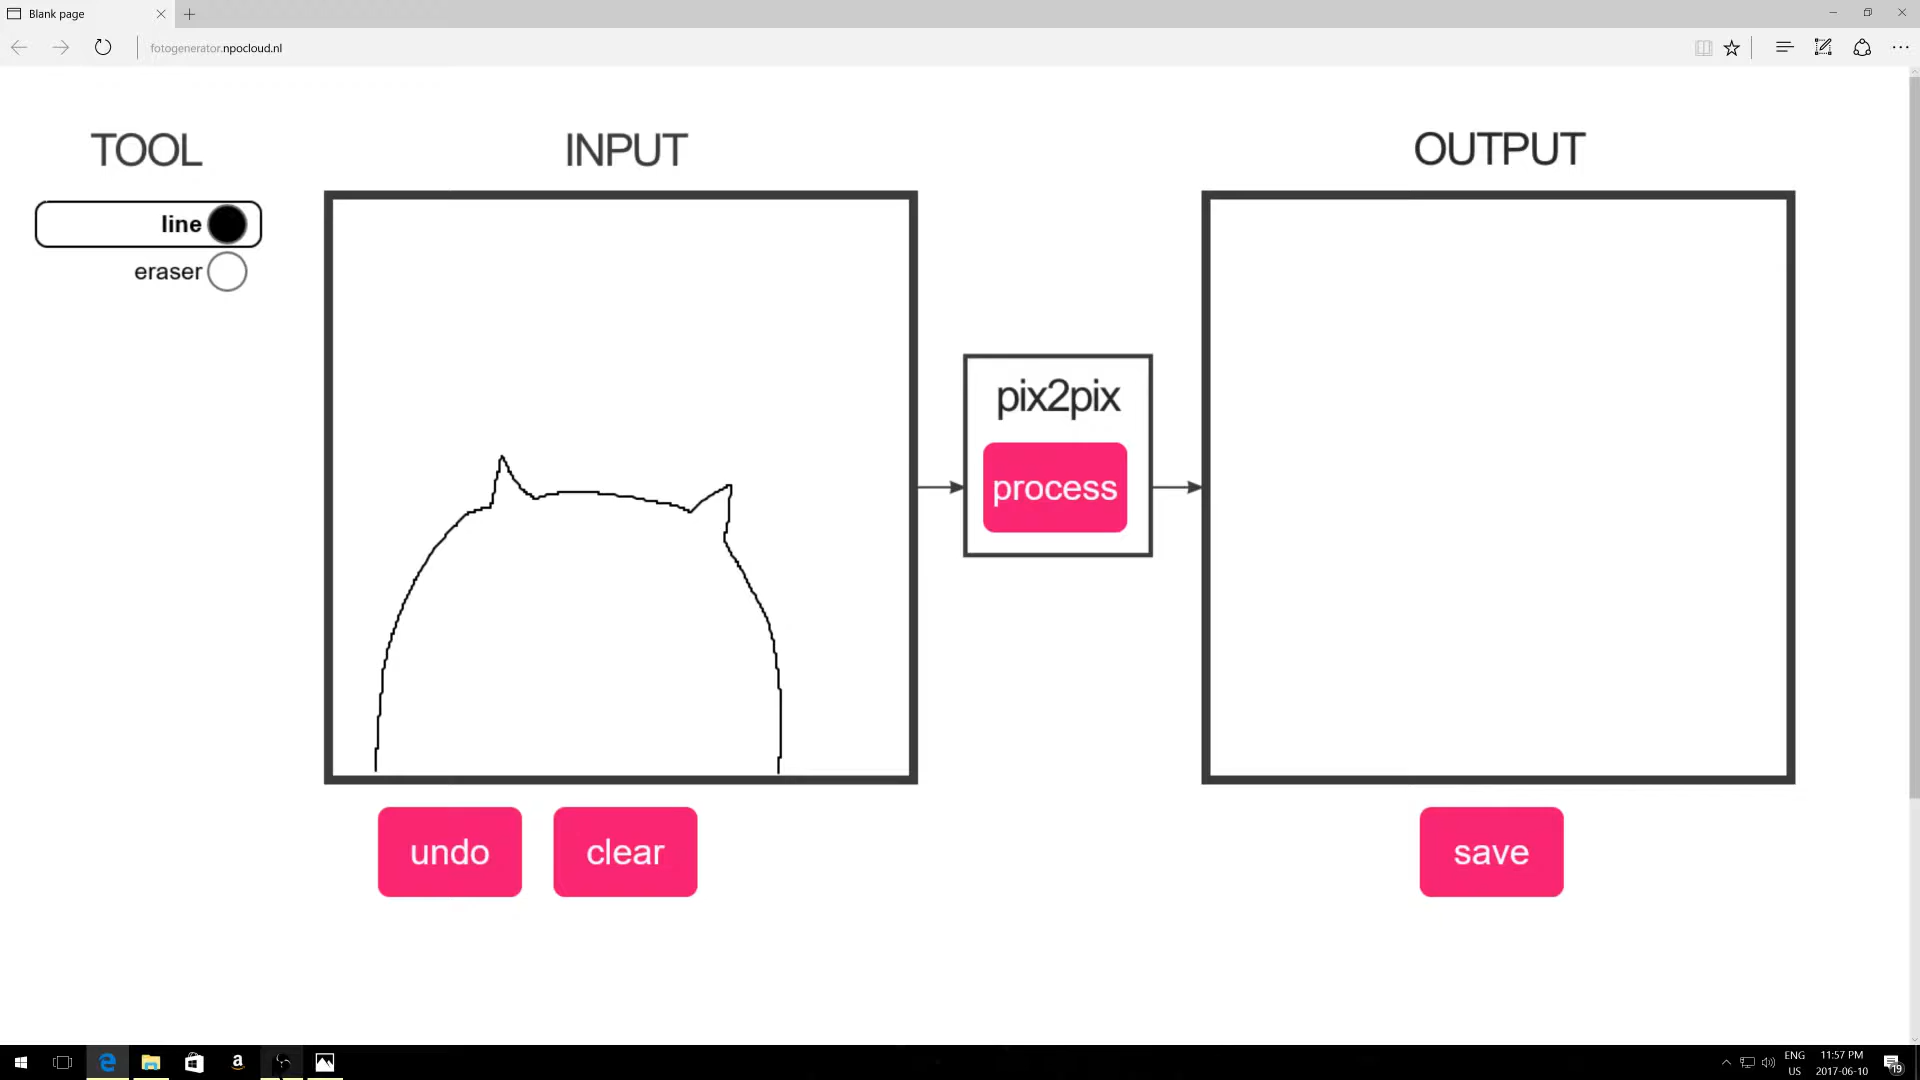 Blank page
fotogenerator.npocloud.nl
TOOL
INPUT
OUTPUT
line
eraser
pix2pix
process
undo
clear
save
ENG
US
11:57 PM
2017-06-10
19